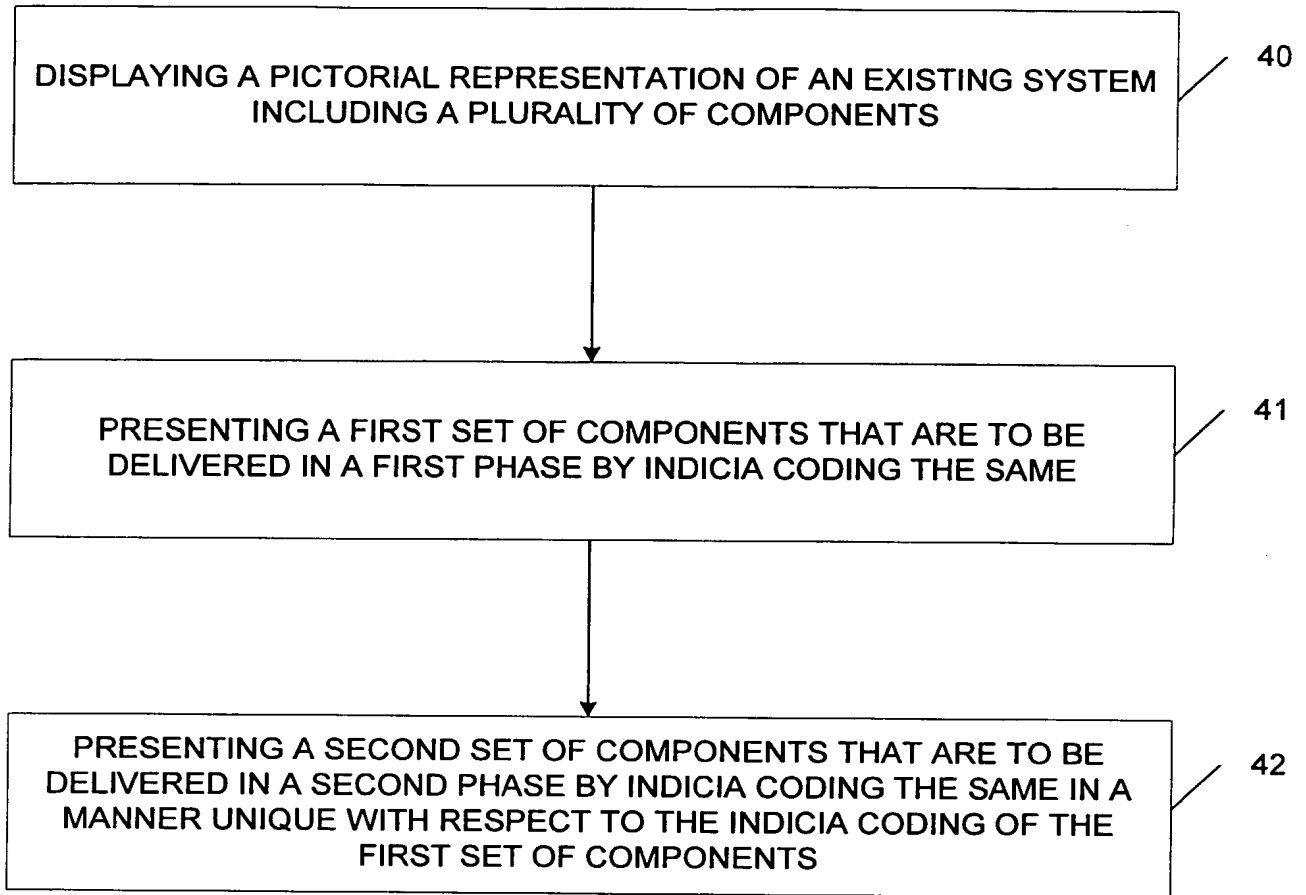 DISPLAYING A PICTORIAL REPRESENTATION OF AN EXISTING SYSTEM
INCLUDING A PLURALITY OF COMPONENTS
40
PRESENTING A FIRST SET OF COMPONENTS THAT ARE TO BE
DELIVERED IN A FIRST PHASE BY INDICIA CODING THE SAME
41
PRESENTING A SECOND SET OF COMPONENTS THAT ARE TO BE
DELIVERED IN A SECOND PHASE BY INDICIA CODING THE SAME IN A
MANNER UNIQUE WITH RESPECT TO THE INDICIA CODING OF THE
FIRST SET OF COMPONENTS
42